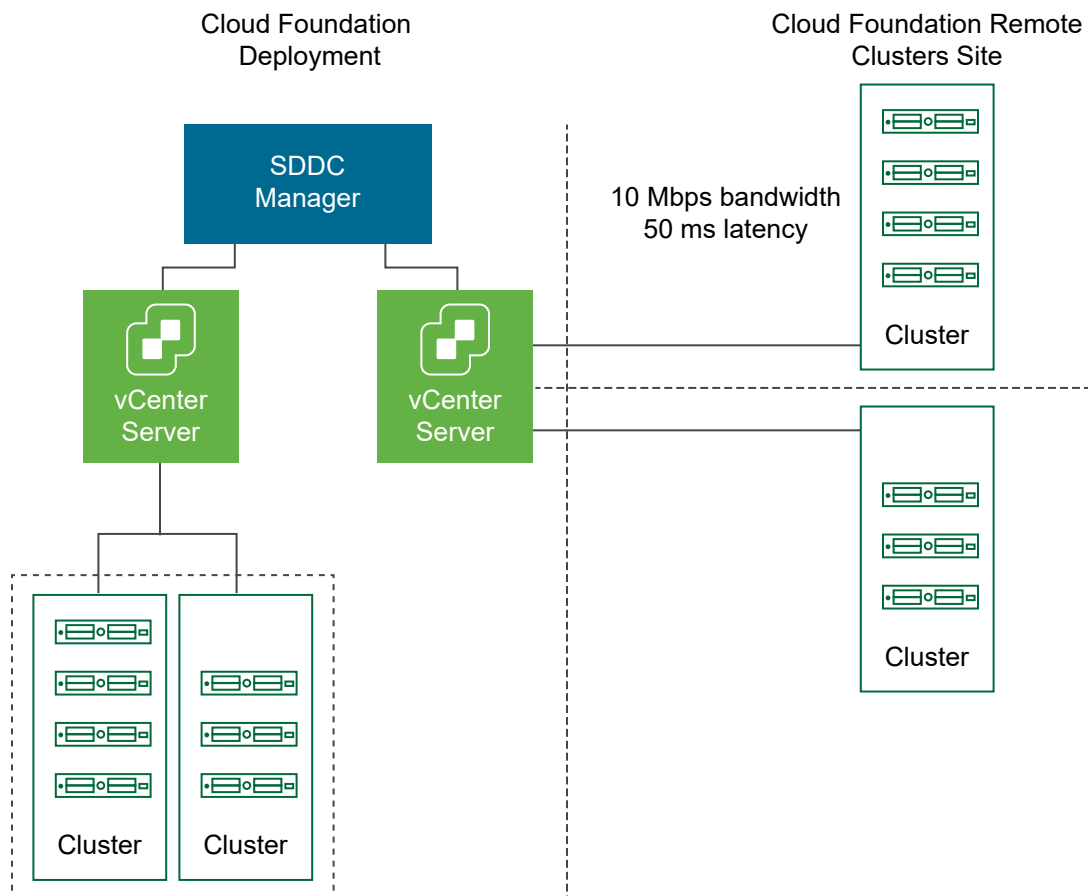 Cloud Foundation
Deployment
Cloud Foundation Remote
Clusters Site
SDDC
Manager
10 Mbps bandwidth
50 ms latency
vCenter
Server
vCenter
Server
Cluster
Cluster
Cluster
Cluster